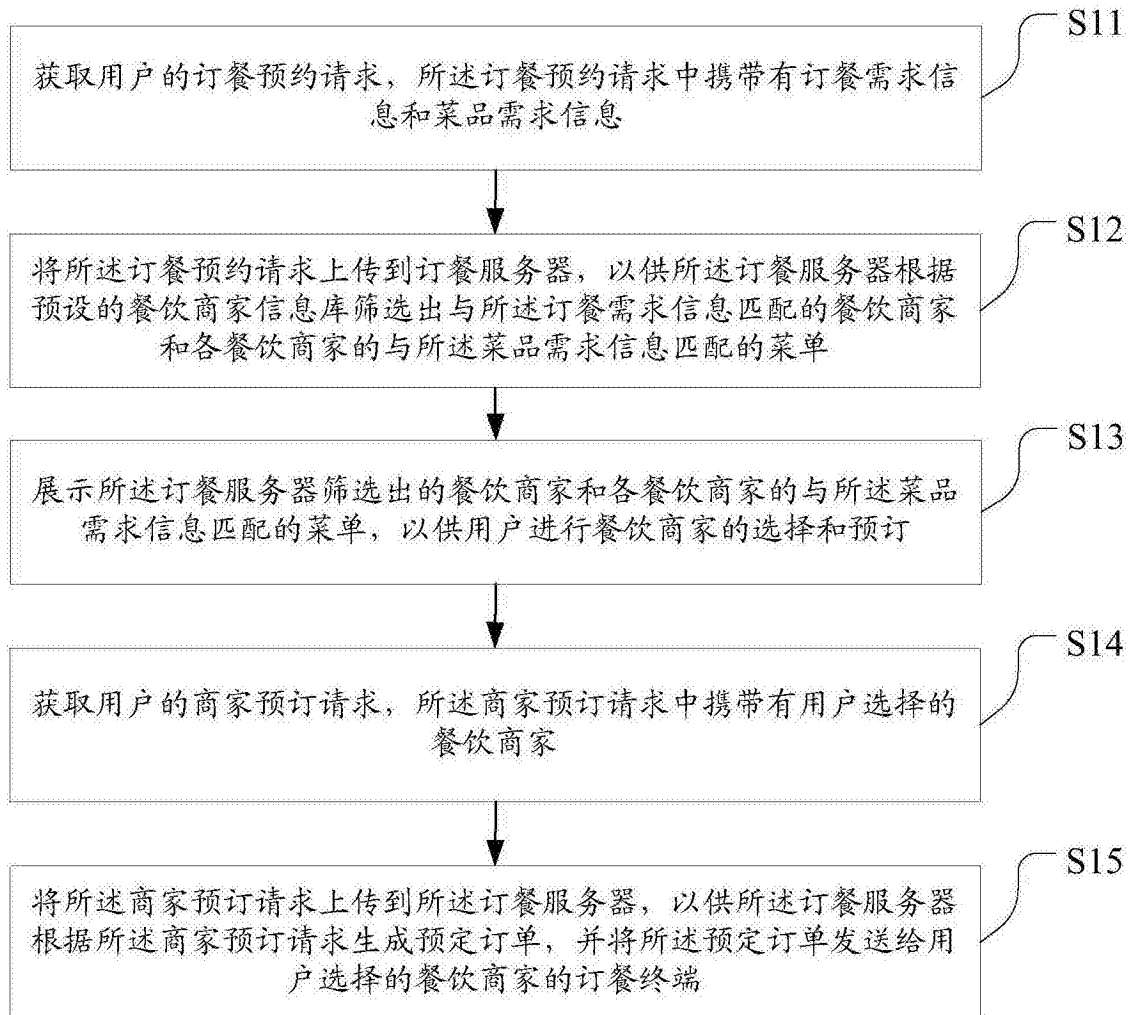 S11
获取用户的订餐预约请求，所述订餐预约请求中携带有订餐需求信
息和菜品需求信息
S12
将所述订餐预约请求上传到订餐服务器，以供所述订餐服务器根据
预设的餐饮商家信息库筛选出与所述订餐需求信息匹配的餐饮商家
和各餐饮商家的与所述菜品需求信息匹配的菜单
S13
展示所述订餐服务器筛选出的餐饮商家和各餐饮商家的与所述菜品
需求信息匹配的菜单，以供用户进行餐饮商家的选择和预订
S14
获取用户的商家预订请求，所述商家预订请求中携带有用户选择的
餐饮商家
S15
将所述商家预订请求上传到所述订餐服务器，以供所述订餐服务器
根据所述商家预订请求生成预定订单，并将所述预定订单发送给用
户选择的餐饮商家的订餐终端